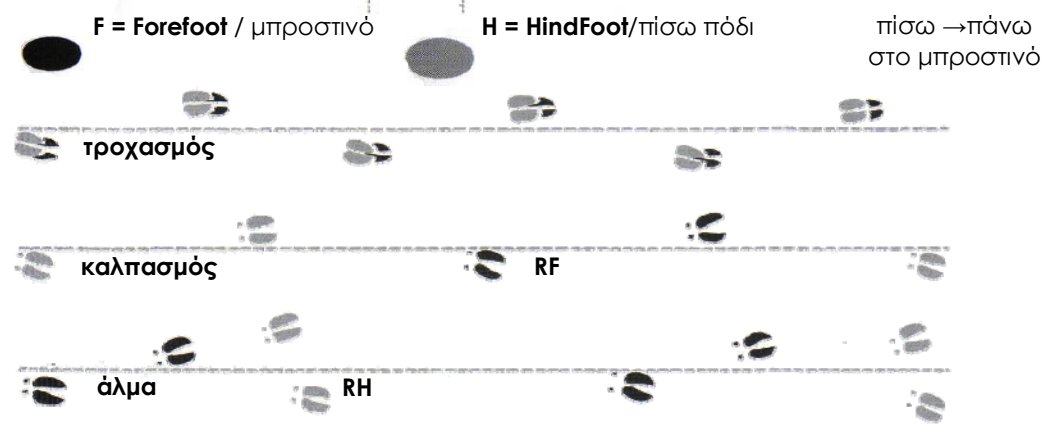 F = Forefoot / μπροστινό
H = HindFoot/πίσω πόδι
πίσω →πάνω
στο μπροστινό
τροχασμός
καλπασμός
RF
άλμα
RH